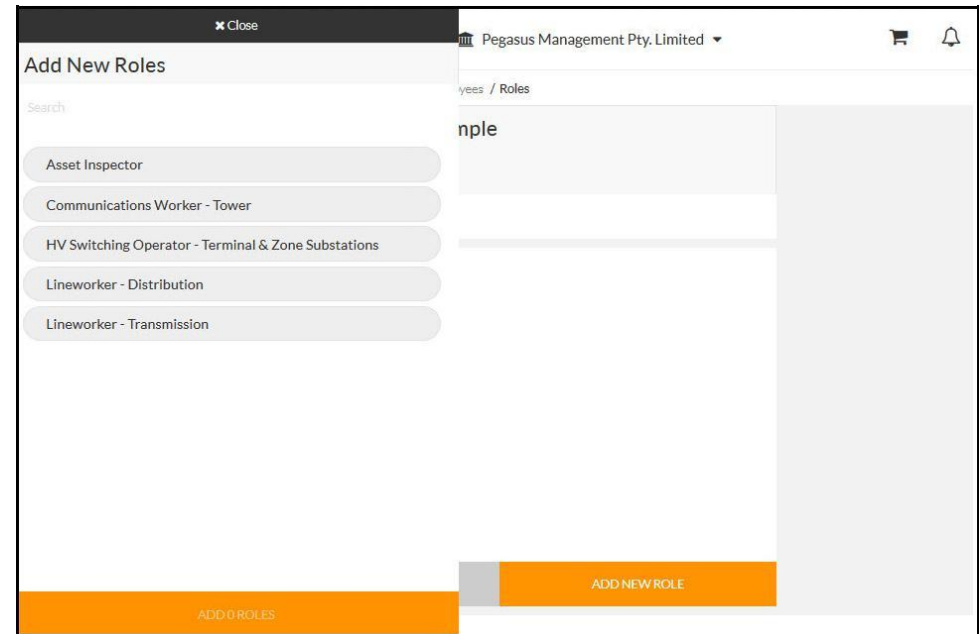 Close
Add New Roles
Search
Asset Inspector
Communications Worker - Tower
HV Switching Operator - Terminal & Zone Substations
Lineworker - Distribution
Lineworker - Transmission
ADD 0 ROLES
Pegasus Management Pty. Limited
yees / Roles
mple
ADD NEW ROLE